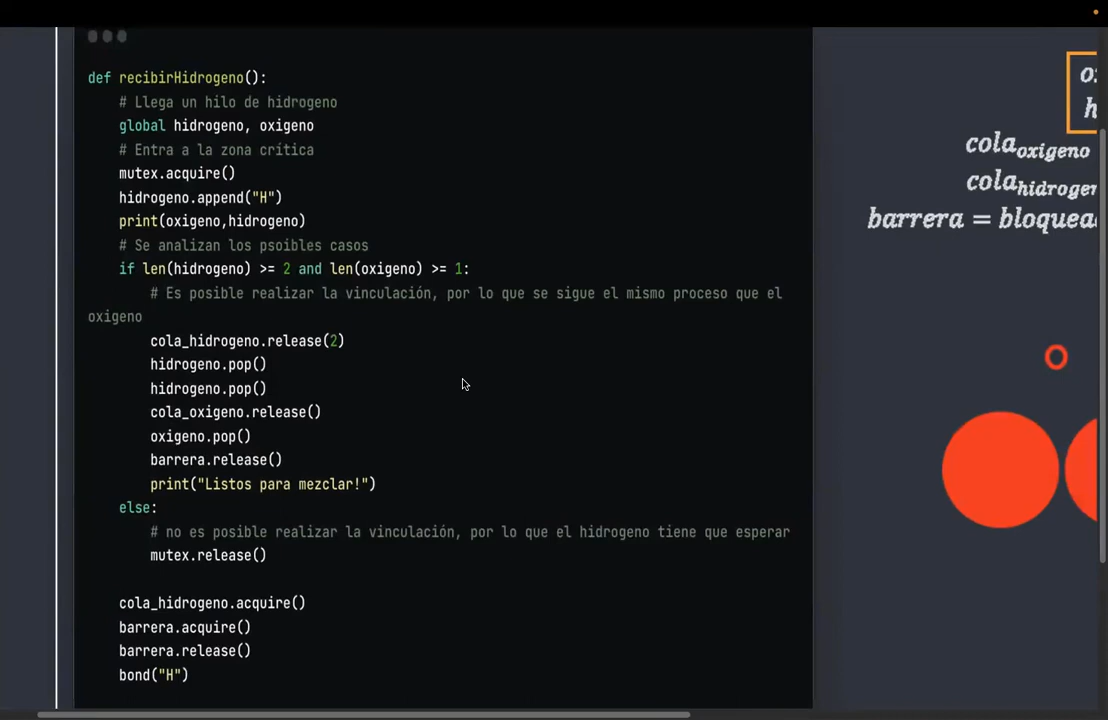 def recibirHidrogeno():
# Llega un hilo de hidrogeno
global hidrogeno, oxigeno
# Entra a la zona crítica
mutex.acquire()
hidrogeno.append("H")
print(oxigeno,hidrogeno)
# Se analizan los psoibles casos
if len(hidrogeno) >= 2 and len(oxigeno) >= 1:
# Es posible realizar la vinculación, por lo que se sigue el mismo proceso que el
oxigeno
cola_hidrogeno.release(2)
hidrogeno.pop()
hidrogeno.pop()
cola_oxigeno.release()
oxigeno.pop()
barrera.release()
print("Listos para mezclar!")
else:
# no es posible realizar la vinculación, por lo que el hidrogeno tiene que esperar
mutex.release()
cola_hidrogeno.acquire()
barrera.acquire()
barrera.release()
bond("H")
cola oxigeno
cola
barrera =